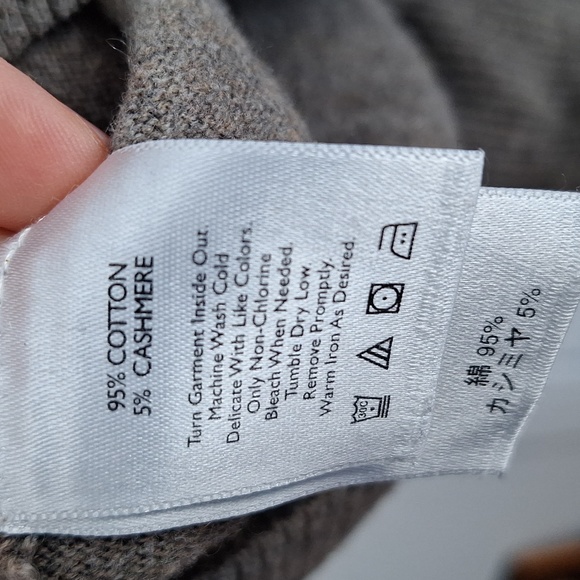 95% COTTON
5% CASHMERE
Turn Garment Inside Out
Machine Wash Cold
Delicate With Like Colors.
Only Non-Chlorine
Bleach When Needed.
Tumble Dry Low.
Remove Promptly.
Warm Iron As Desired.
30C
綿 95%
カシミヤ 5%